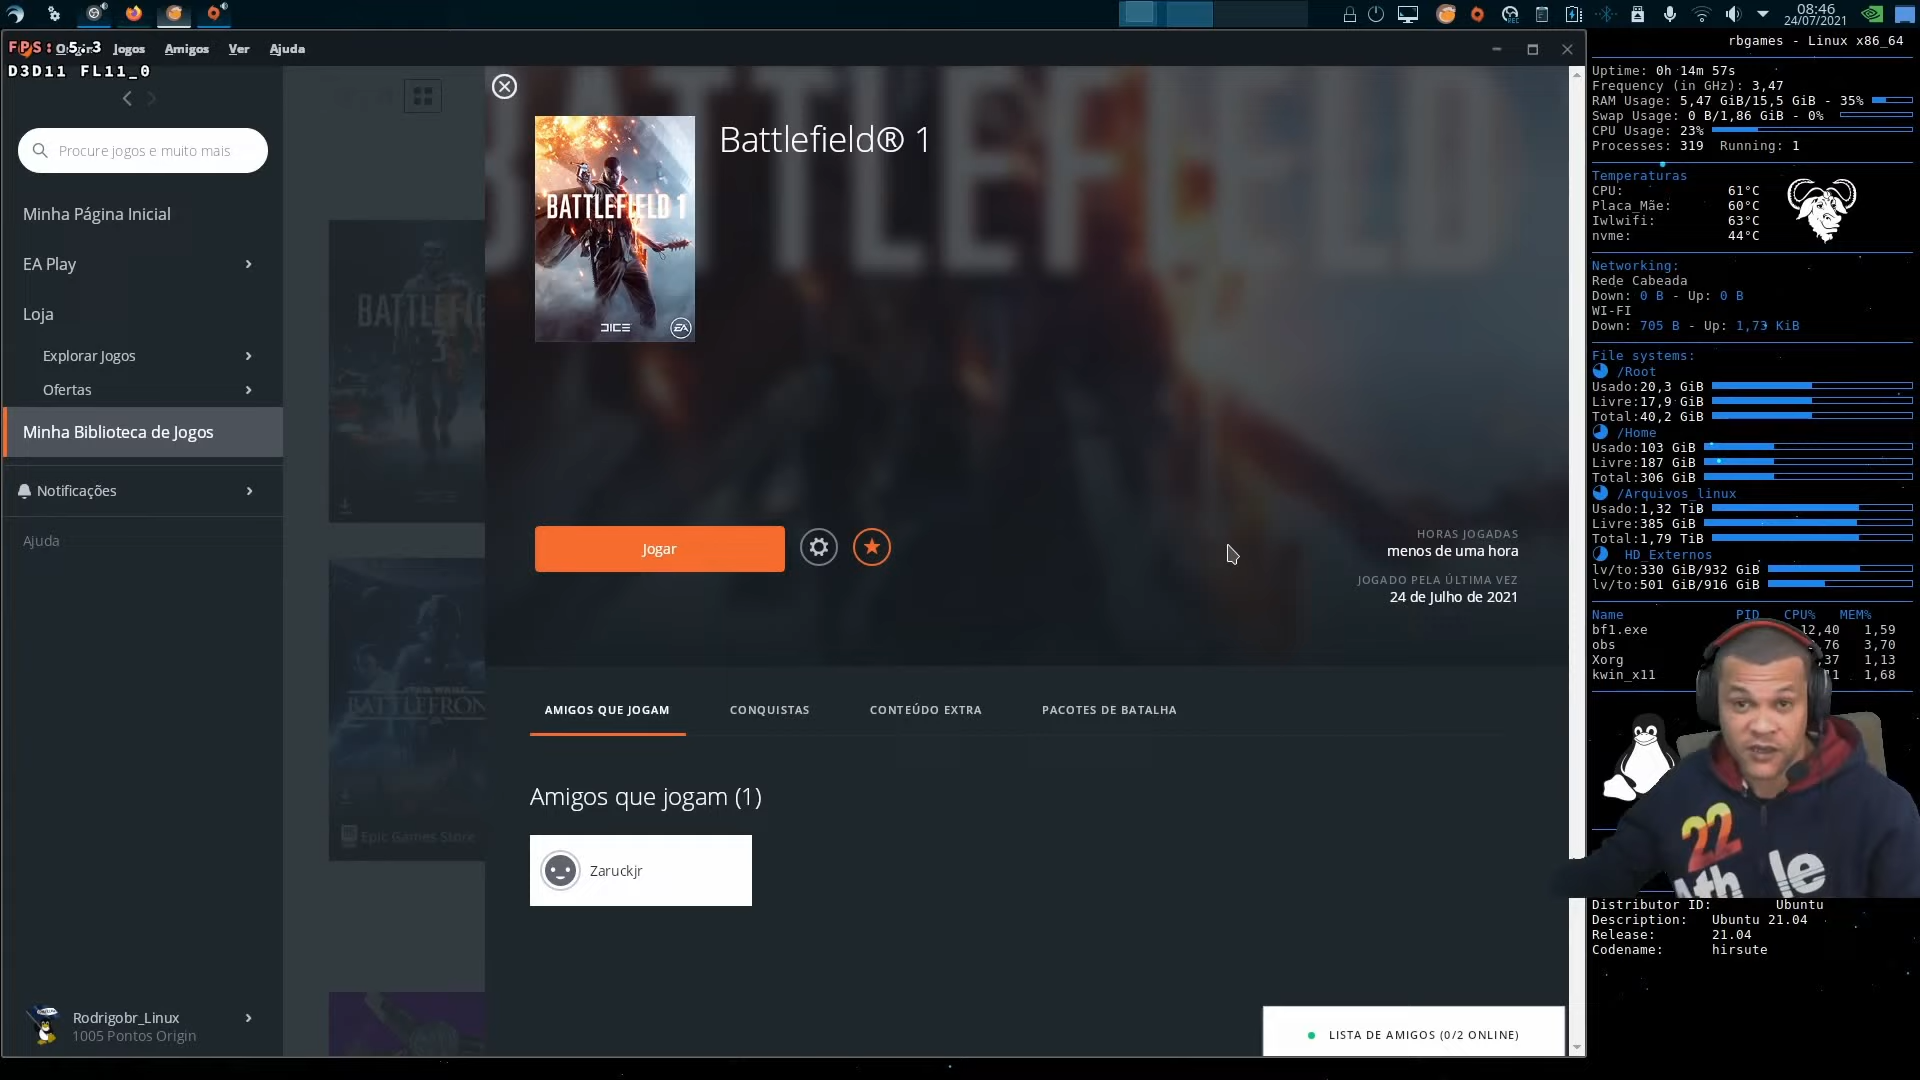 08:46
24/07/2021
FPS: 5.3
D3D11 FL11_0
Jogos
Amigos
Ver
Ajuda
Procure jogos e muito mais
Minha Página Inicial
EA Play
Loja
Explorar Jogos
Ofertas
Minha Biblioteca de Jogos
Notificações
Ajuda
Rodrigobr_Linux
1005 Pontos Origin
Epic Games Store
Battlefield® 1
BATTLEFIELD 1
DICE
EA
Jogar
HORAS JOGADAS
menos de uma hora
JOGADO PELA ÚLTIMA VEZ
24 de Julho de 2021
AMIGOS QUE JOGAM
CONQUISTAS
CONTEÚDO EXTRA
PACOTES DE BATALHA
Amigos que jogam (1)
Zaruckjr
LISTA DE AMIGOS (0/2 ONLINE)
rbgames - Linux x86_64
Uptime: 0h 14m 57s
Frequency (in GHz): 3,47
RAM Usage: 5,47 GiB/15,5 GiB - 35%
Swap Usage: 0 B/1,86 GiB - 0%
CPU Usage: 23%
Processes: 319 Running: 1
Temperaturas
CPU: 61°C
Placa_Mãe: 60°C
Iwlwifi: 63°C
nvme: 44°C
Networking:
Rede Cabeada
Down: 0 B - Up: 0 B
WI-FI
Down: 705 B - Up: 1,73 KiB
File systems:
/Root
Usado:20,3 GiB
Livre:17,9 GiB
Total:40,2 GiB
/Home
Usado:103 GiB
Livre:187 GiB
Total:306 GiB
/Arquivos_linux
Usado:1,32 TiB
Livre:385 GiB
Total:1,79 TiB
HD_Externos
lv/to:330 GiB/932 GiB
lv/to:501 GiB/916 GiB
Name PID CPU% MEM%
bf1.exe 12,40 1,59
obs ,76 3,70
Xorg ,37 1,13
kwin_x11 1,68
22
Distributor ID: Ubuntu
Description: Ubuntu 21.04
Release: 21.04
Codename: hirsute